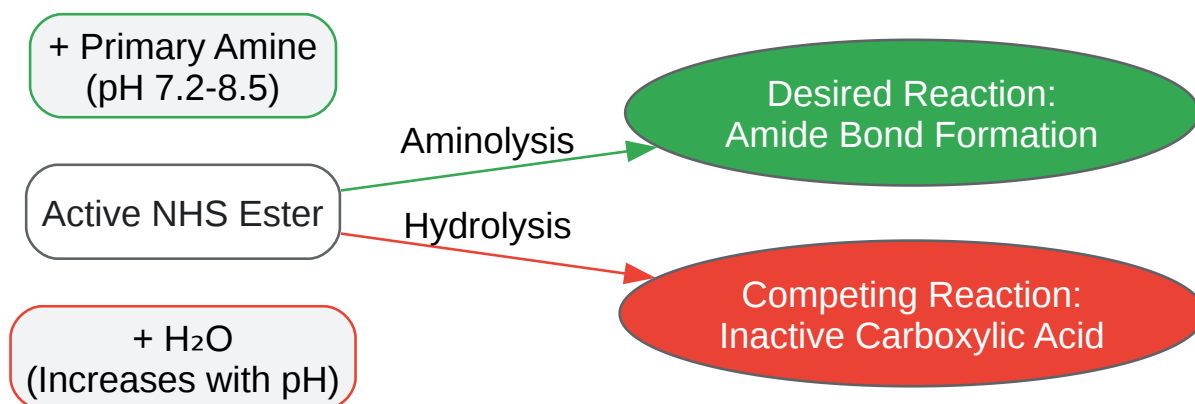 + Primary Amine
(pH 7.2-8.5)
Active NHS Ester
+ H₂O
(Increases with pH)
Aminolysis
Hydrolysis
Desired Reaction:
Amide Bond Formation
Competing Reaction:
Inactive Carboxylic Acid